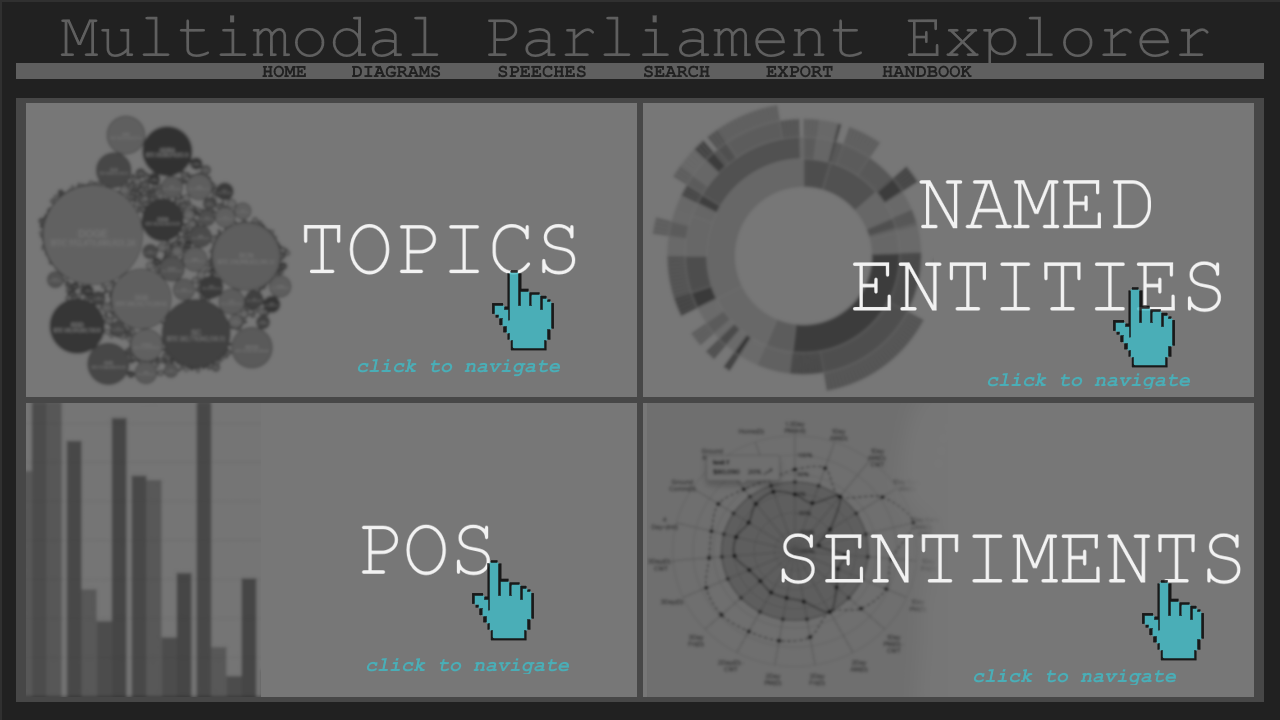 Multimodal Parliament Explorer
HOME DIAGRAMS SPEECHES SEARCH EXPORT HANDBOOK
TOPICS
click to navigate
NAMED
ENTITIES
click to navigate
POS
click to navigate
SENTIMENTS
click to navigate